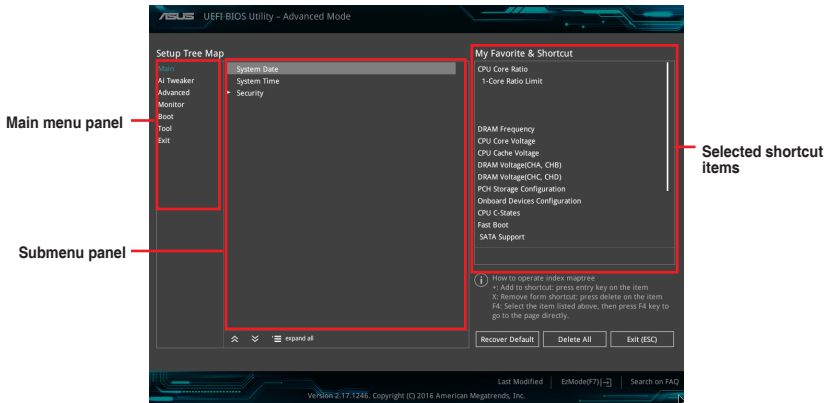 ASUS UEFI BIOS Utility – Advanced Mode
Setup Tree Map
My Favorite & Shortcut
Main
Ai Tweaker
Advanced
Monitor
Boot
Tool
Exit
System Date
System Time
Security
CPU Core Ratio
1-Core Ratio Limit
DRAM Frequency
CPU Core Voltage
CPU Cache Voltage
DRAM Voltage(CHA, CHB)
DRAM Voltage(CHC, CHD)
PCH Storage Configuration
Onboard Devices Configuration
CPU C-States
Fast Boot
SATA Support
Main menu panel
Submenu panel
Selected shortcut
items
How to operate index maptree
+: Add to shortcut: press entry key on the item
X: Remove form shortcut: press delete on the item
F4: Select the item listed above, then press F4 key to
go to the page directly.
expand all
Recover Default
Delete All
Exit (ESC)
Last Modified
EzMode(F7)
Search on FAQ
Version 2.17.1246. Copyright (C) 2016 American Megatrends, Inc.